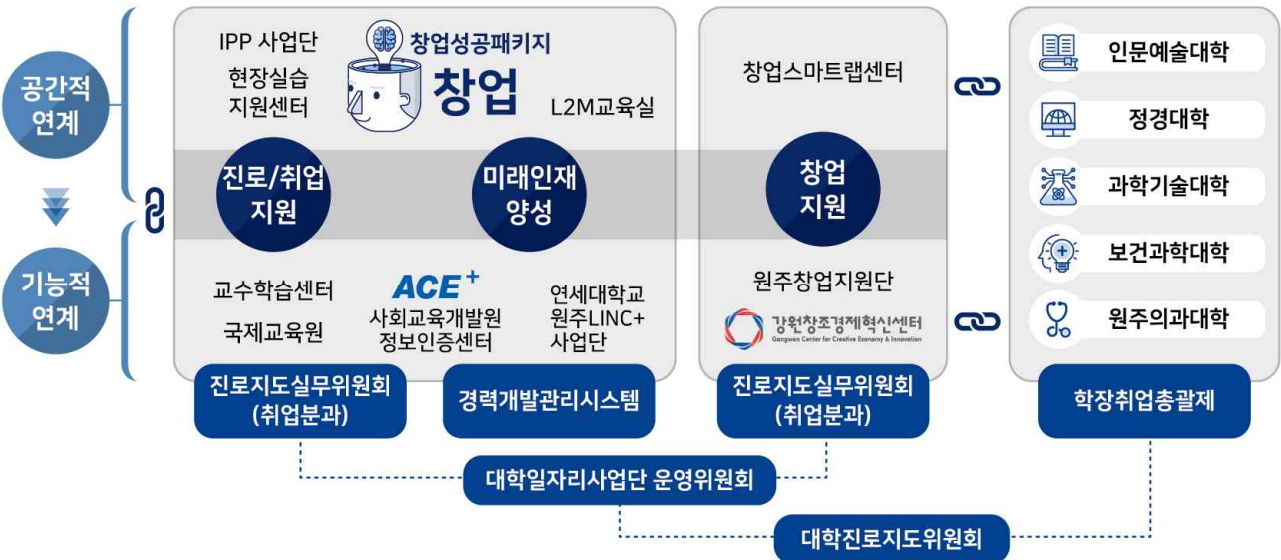 공간적
연계
기능적
연계
IPP 사업단
현장실습
지원센터
창업성공패키지
창업
L2M교육실
진로/취업
지원
미래인재
양성
교수학습센터
국제교육원
ACE+
사회교육개발원
정보인증센터
연세대학교
원주LINC+
사업단
창업스마트랩센터
창업
지원
원주창업지원단
강원창조경제혁신센터
Gangwon Center for Creative Economy & Innovation
인문예술대학
정경대학
과학기술대학
보건과학대학
원주의과대학
진로지도실무위원회
(취업분과)
경력개발관리시스템
진로지도실무위원회
(취업분과)
학장취업총괄제
대학일자리사업단 운영위원회
대학진로지도위원회